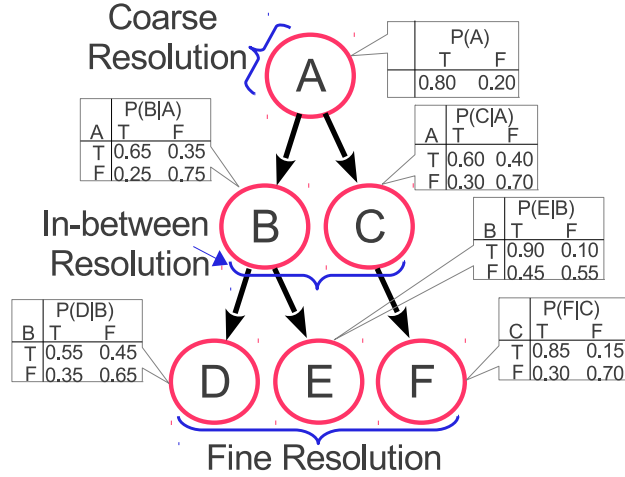 Coarse
Resolution
A
P(A)
T F
0.80 0.20
P(B|A)
A T F
T 0.65 0.35
F 0.25 0.75
P(C|A)
A T F
T 0.60 0.40
F 0.30 0.70
In-between
Resolution
B
C
P(E|B)
B T F
T 0.90 0.10
F 0.45 0.55
P(D|B)
B T F
T 0.55 0.45
F 0.35 0.65
D
E
F
P(F|C)
C T F
T 0.85 0.15
F 0.30 0.70
Fine Resolution